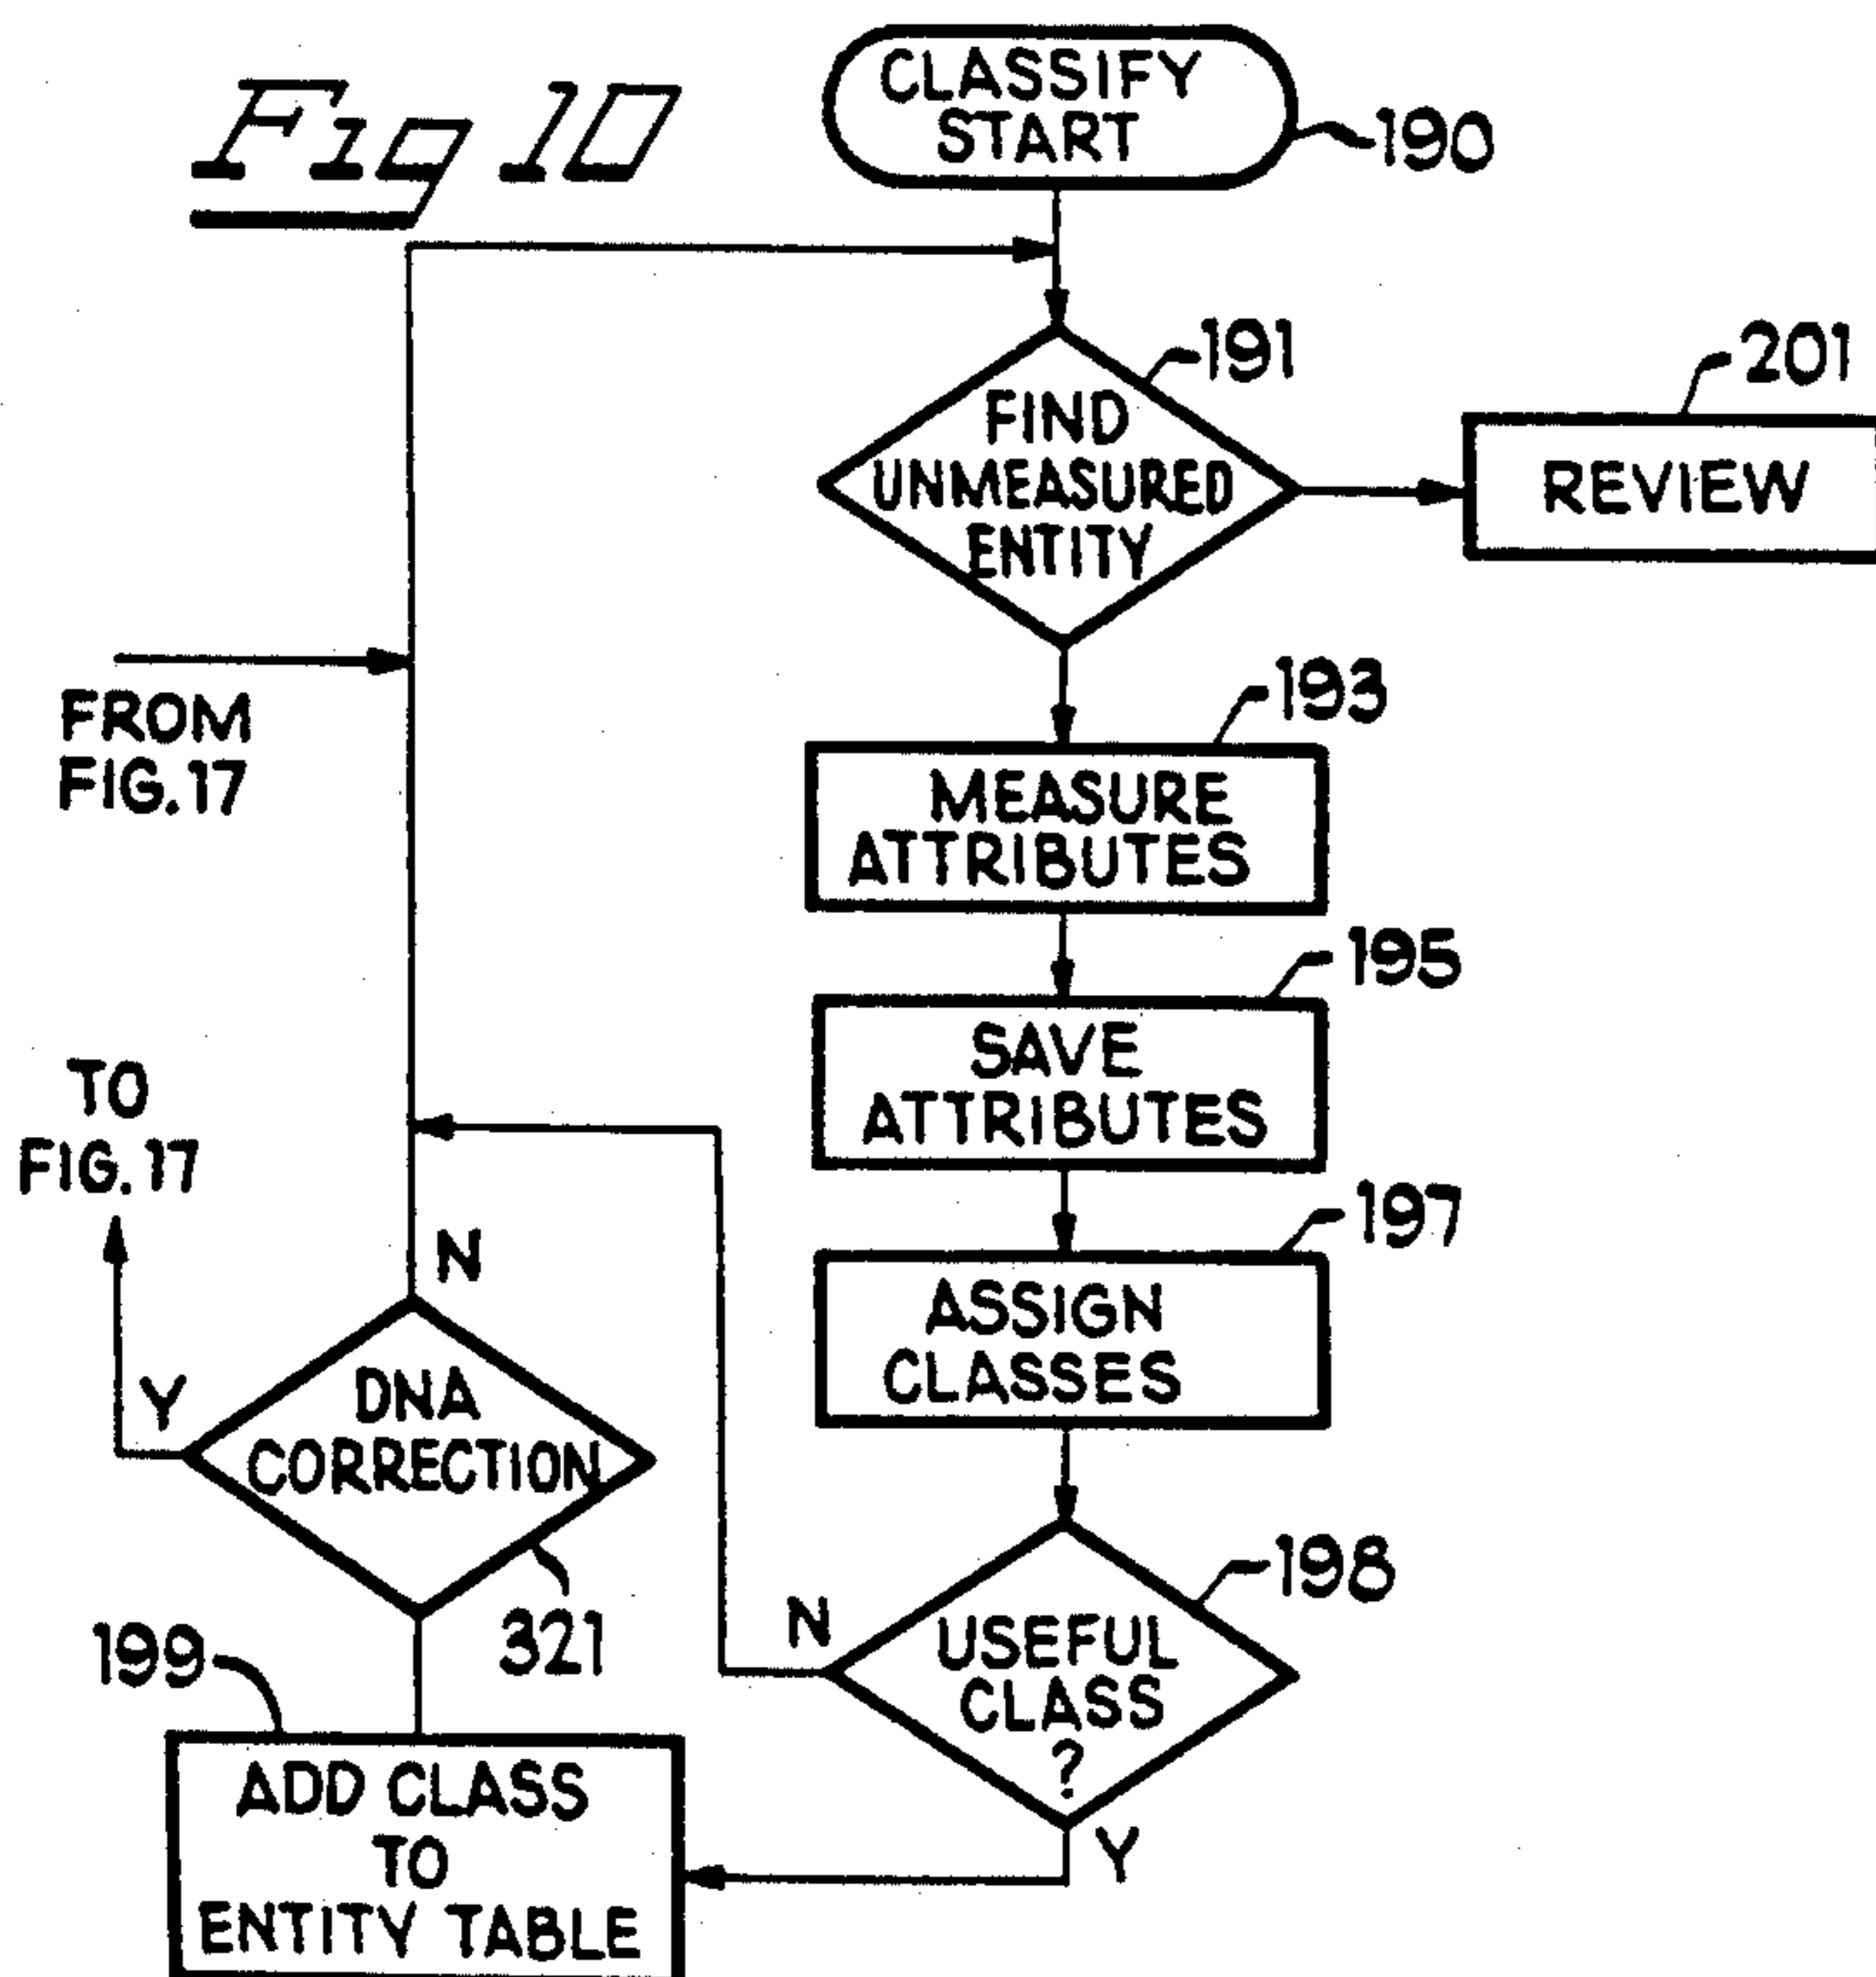 Fig 10
CLASSIFY
START
190
191
FIND
UNMEASURED
ENTITY
201
REVIEW
FROM
FIG.17
193
MEASURE
ATTRIBUTES
195
SAVE
ATTRIBUTES
TO
FIG.17
197
ASSIGN
CLASSES
N
Y
DNA
CORRECTION
321
198
N
USEFUL
CLASS
?
Y
199
ADD CLASS
TO
ENTITY TABLE